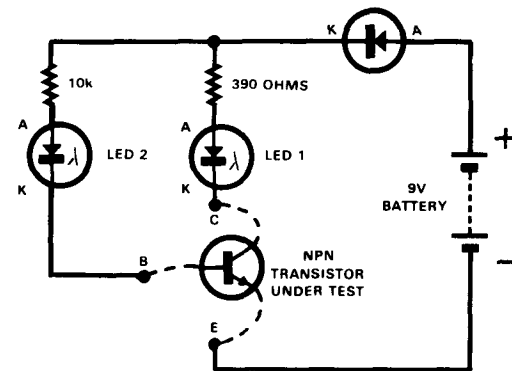 K A
10k
390 OHMS
A
A
λ
LED 2
λ
LED 1
K
K
C
+
9V
BATTERY
−
B
NPN
TRANSISTOR
UNDER TEST
E